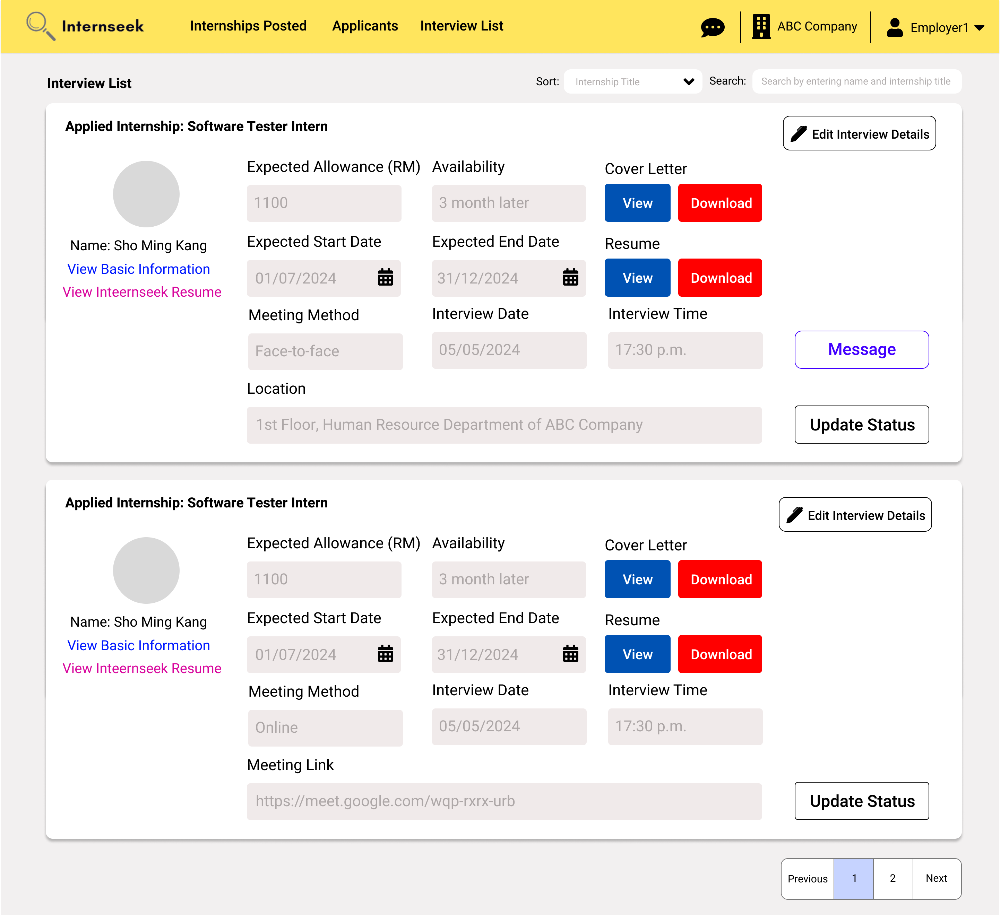 Internseek
Internships Posted
Applicants
Interview List
ABC Company
Employer1
Interview List
Sort:
Internship Title
Search:
Search by entering name and internship title
Applied Internship: Software Tester Intern
Edit Interview Details
Name: Sho Ming Kang
View Basic Information
View Inteernseek Resume
Expected Allowance (RM)
1100
Availability
3 month later
Cover Letter
View
Download
Expected Start Date
01/07/2024
Expected End Date
31/12/2024
Resume
View
Download
Meeting Method
Face-to-face
Interview Date
05/05/2024
Interview Time
17:30 p.m.
Message
Location
1st Floor, Human Resource Department of ABC Company
Update Status
Applied Internship: Software Tester Intern
Edit Interview Details
Name: Sho Ming Kang
View Basic Information
View Inteernseek Resume
Expected Allowance (RM)
1100
Availability
3 month later
Cover Letter
View
Download
Expected Start Date
01/07/2024
Expected End Date
31/12/2024
Resume
View
Download
Meeting Method
Online
Interview Date
05/05/2024
Interview Time
17:30 p.m.
Meeting Link
https://meet.google.com/wqp-rxrx-urb
Update Status
Previous
1
2
Next